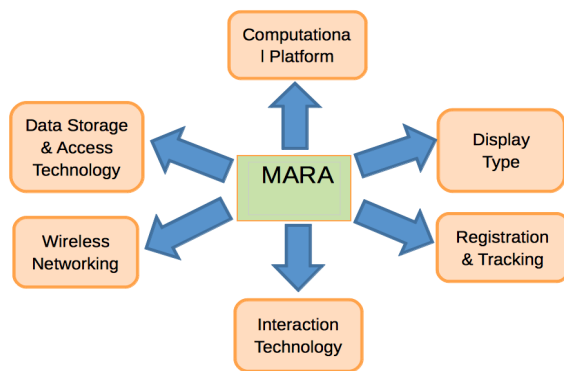 Computationa
l Platform
Data Storage
& Access
Technology
MARA
Display
Type
Wireless
Networking
Registration
& Tracking
Interaction
Technology